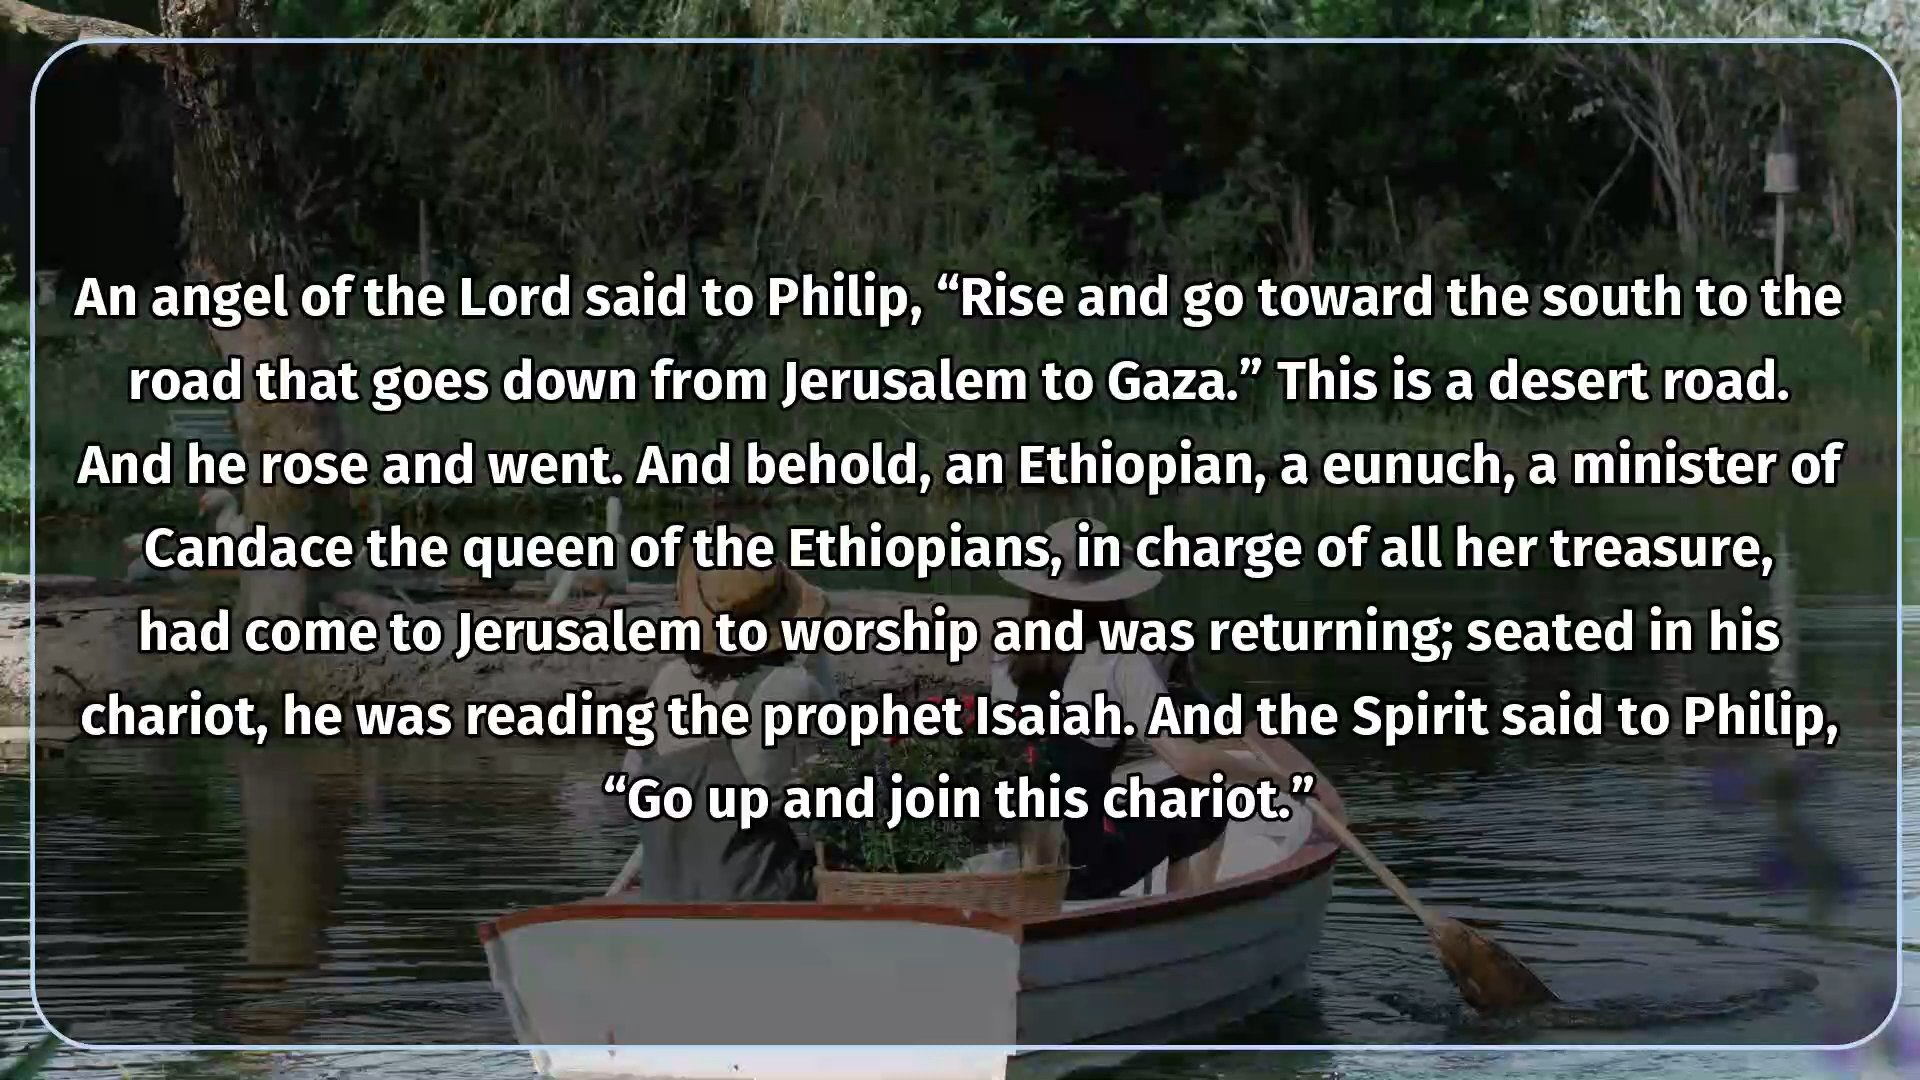 An angel of the Lord said to Philip, “Rise and go toward the south to the
road that goes down from Jerusalem to Gaza.” This is a desert road.
And he rose and went. And behold, an Ethiopian, a eunuch, a minister of
Candace the queen of the Ethiopians, in charge of all her treasure,
had come to Jerusalem to worship and was returning; seated in his
chariot, he was reading the prophet Isaiah. And the Spirit said to Philip,
“Go up and join this chariot.”